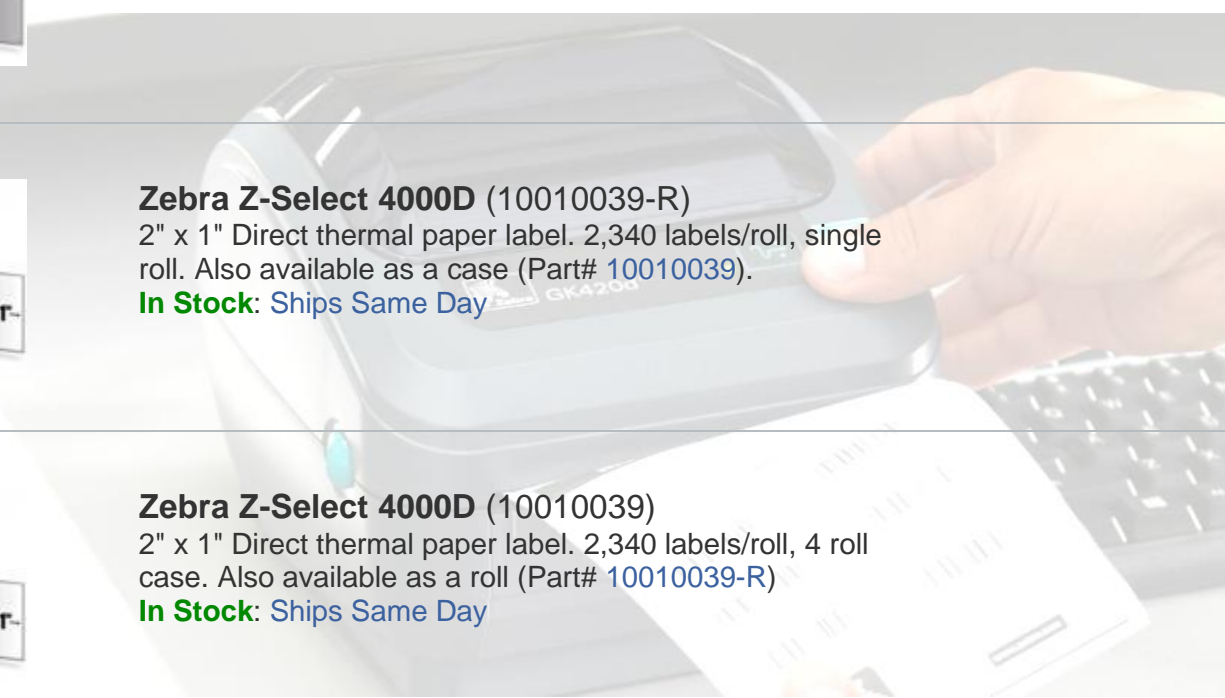 Zebra Z-Select 4000D (10010039-R)
2" x 1" Direct thermal paper label. 2,340 labels/roll, single
roll. Also available as a case (Part# 10010039).
In Stock: Ships Same Day
Zebra
GK420d
Zebra Z-Select 4000D (10010039)
2" x 1" Direct thermal paper label. 2,340 labels/roll, 4 roll
case. Also available as a roll (Part# 10010039-R)
In Stock: Ships Same Day